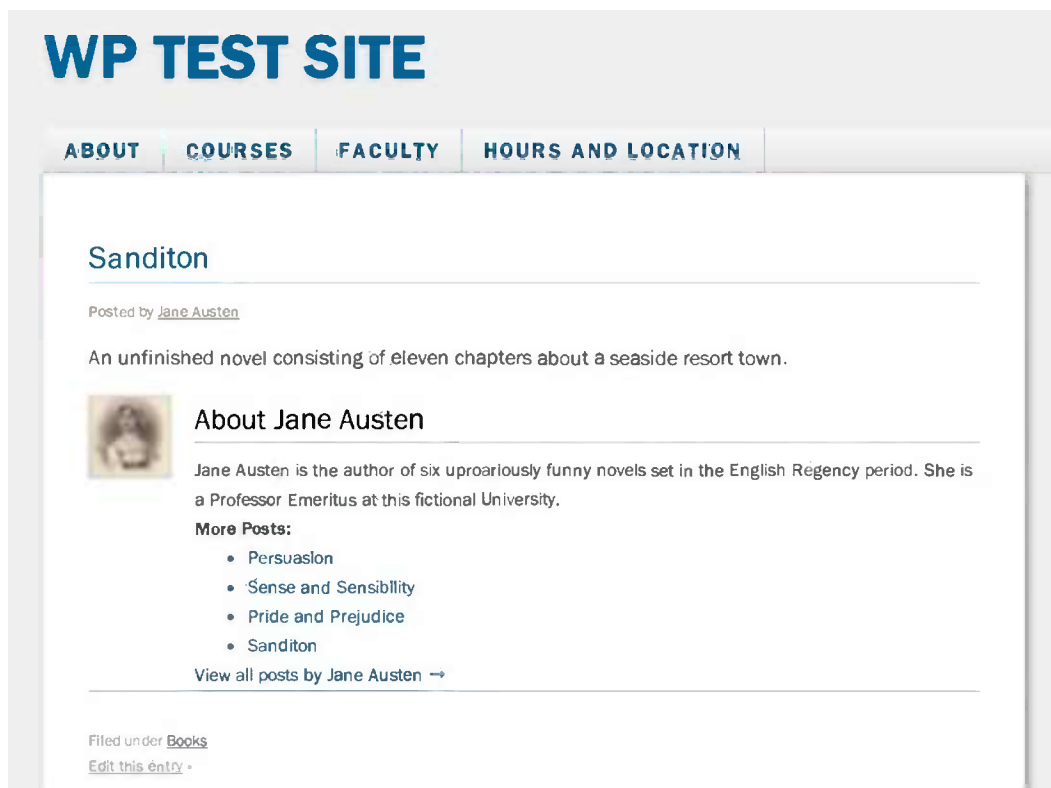 WP TEST SITE
ABOUT COURSES FACULTY HOURS AND LOCATION
Sanditon
Posted by Jane Austen
An unfinished novel consisting of eleven chapters about a seaside resort town.
About Jane Austen
Jane Austen is the author of six uproariously funny novels set in the English Regency period. She is
a Professor Emeritus at this fictional University.
More Posts:
• Persuasion
• Sense and Sensibility
• Pride and Prejudice
• Sanditon
View all posts by Jane Austen →
Filed under Books
Edit this entry •